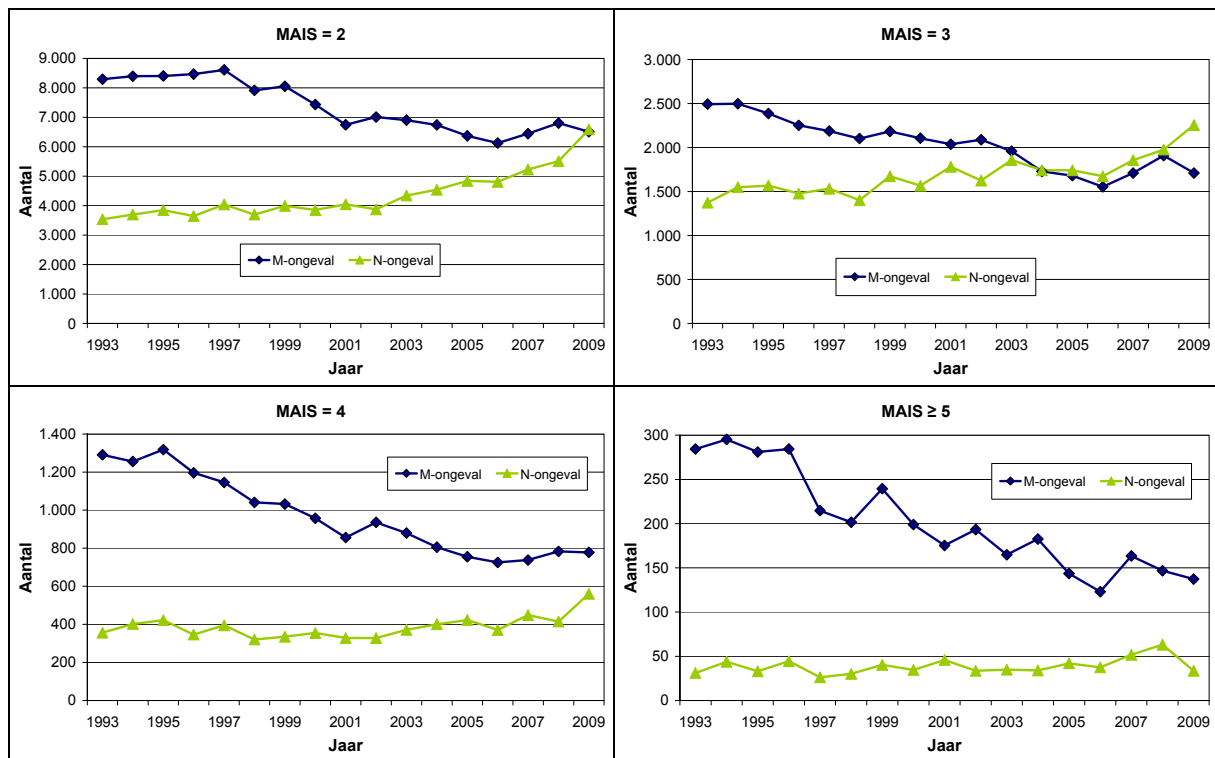 MAIS = 2
9.000
8.000
7.000
6.000
5.000
4.000
3.000
2.000
1.000
0
Aantal
M-ongeval N-ongeval
1993 1995 1997 1999 2001 2003 2005 2007 2009
Jaar
MAIS = 3
3.000
2.500
2.000
1.500
1.000
500
0
Aantal
M-ongeval N-ongeval
1993 1995 1997 1999 2001 2003 2005 2007 2009
Jaar
MAIS = 4
1.400
1.200
1.000
800
600
400
200
0
Aantal
M-ongeval N-ongeval
1993 1995 1997 1999 2001 2003 2005 2007 2009
Jaar
MAIS ≥ 5
300
250
200
150
100
50
0
Aantal
M-ongeval N-ongeval
1993 1995 1997 1999 2001 2003 2005 2007 2009
Jaar